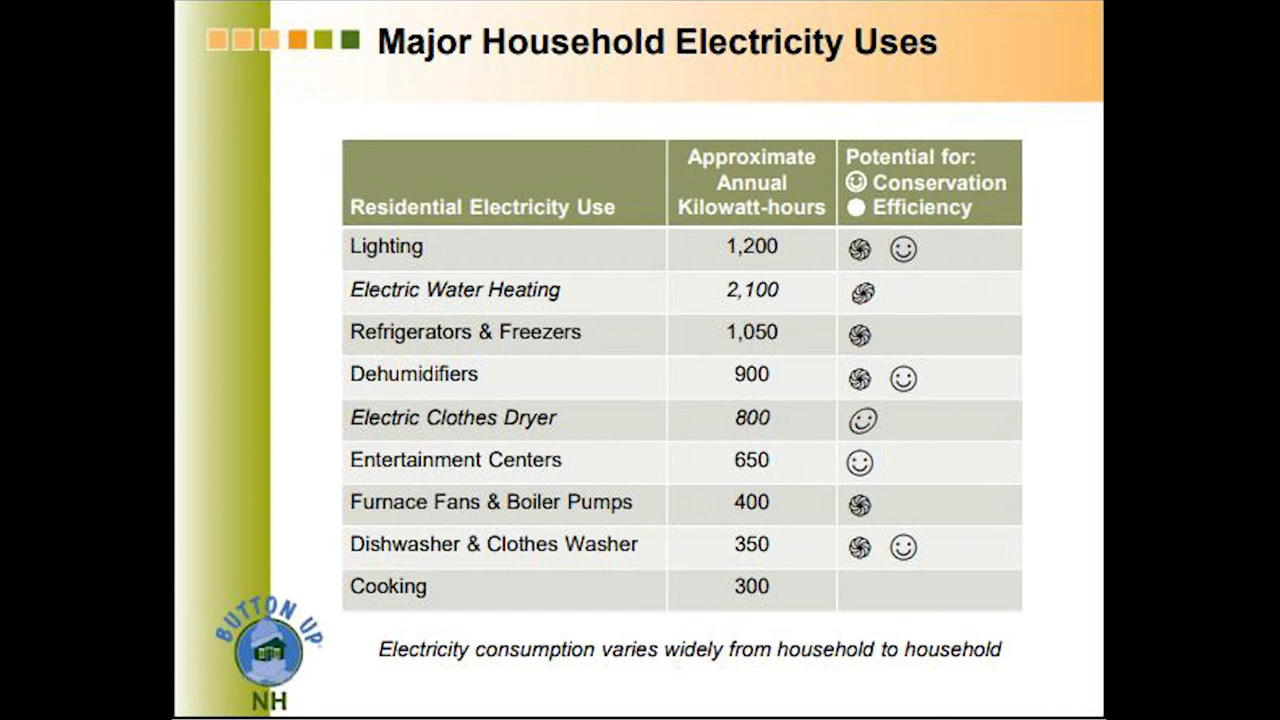 Major Household Electricity Uses
Residential Electricity Use
Approximate
Annual
Kilowatt-hours
Potential for:
Conservation
Efficiency
Lighting 1,200
Electric Water Heating 2,100
Refrigerators & Freezers 1,050
Dehumidifiers 900
Electric Clothes Dryer 800
Entertainment Centers 650
Furnace Fans & Boiler Pumps 400
Dishwasher & Clothes Washer 350
Cooking 300
Electricity consumption varies widely from household to household
BUTTON UP
NH